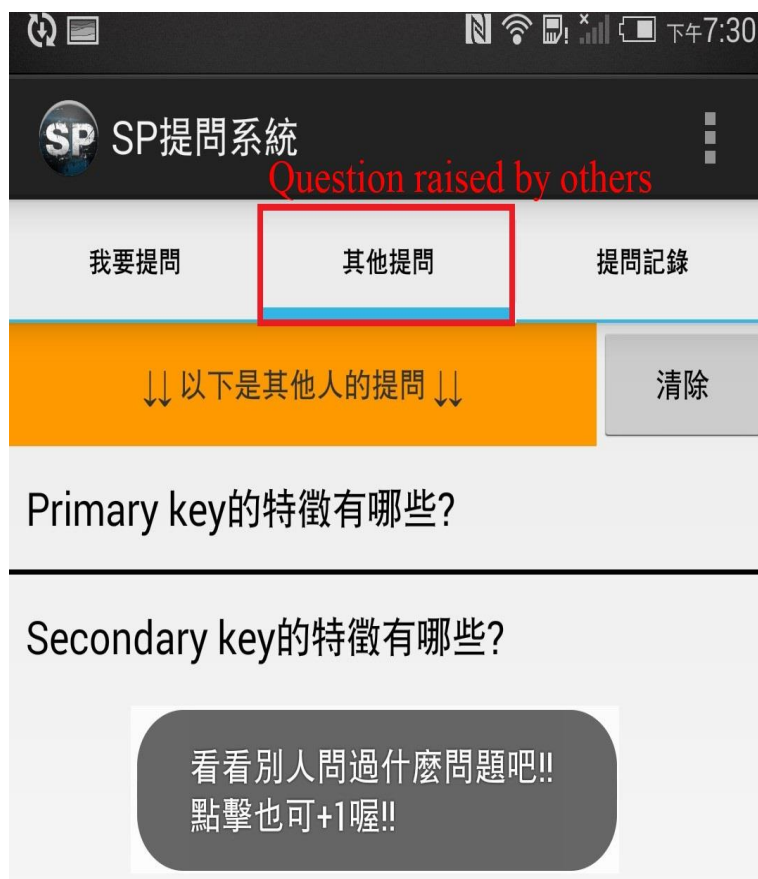 下午7:30
SP SP提問系統
Question raised by others
我要提問 其他提問 提問記錄
↓↓ 以下是其他人的提問 ↓↓ 清除
Primary key的特徵有哪些?
Secondary key的特徵有哪些?
看看別人問過什麼問題吧!!
點擊也可+1喔!!